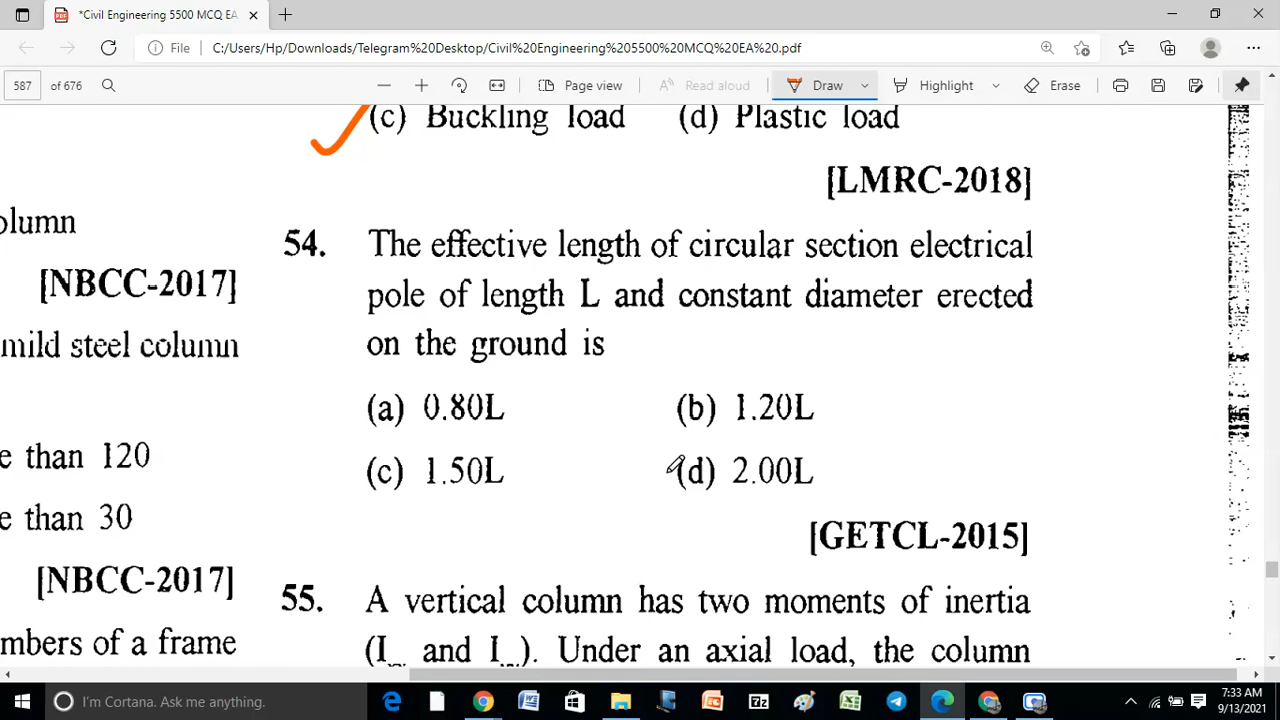 *Civil Engineering 5500 MCQ EA
File
C:/Users/Hp/Downloads/Telegram%20Desktop/Civil%20Engineering%205500%20MCQ%20EA%20.pdf
587 of 676
Page view
Read aloud
Draw
Highlight
Erase
(c) Buckling load (d) Plastic load
[LMRC-2018]
olumn
[NBCC-2017]
mild steel column
e than 120
e than 30
[NBCC-2017]
mbers of a frame
54. The effective length of circular section electrical
pole of length L and constant diameter erected
on the ground is
(a) 0.80L (b) 1.20L
(c) 1.50L (d) 2.00L
[GETCL-2015]
55. A vertical column has two moments of inertia
(I and I ). Under an axial load, the column
I'm Cortana. Ask me anything.
7:33 AM
9/13/2021